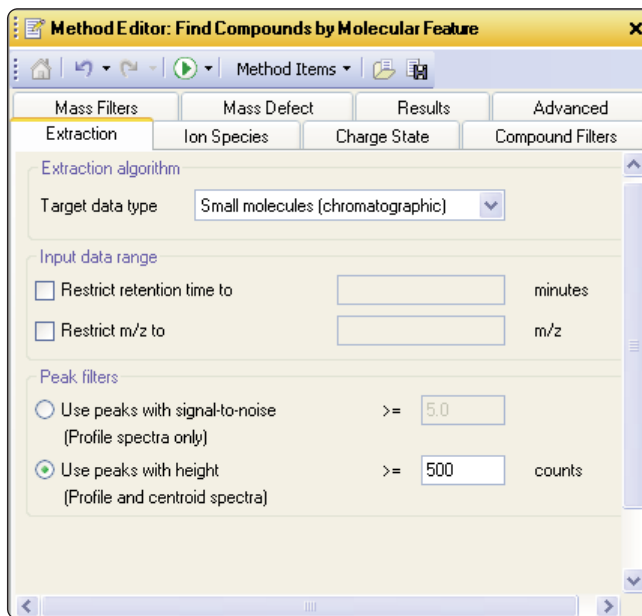 Method Editor: Find Compounds by Molecular Feature
Method Items
Mass Filters Mass Defect Results Advanced
Extraction Ion Species Charge State Compound Filters
Extraction algorithm
Target data type Small molecules (chromatographic)
Input data range
Restrict retention time to minutes
Restrict m/z to m/z
Peak filters
Use peaks with signal-to-noise >= 5.0
(Profile spectra only)
Use peaks with height >= 500 counts
(Profile and centroid spectra)